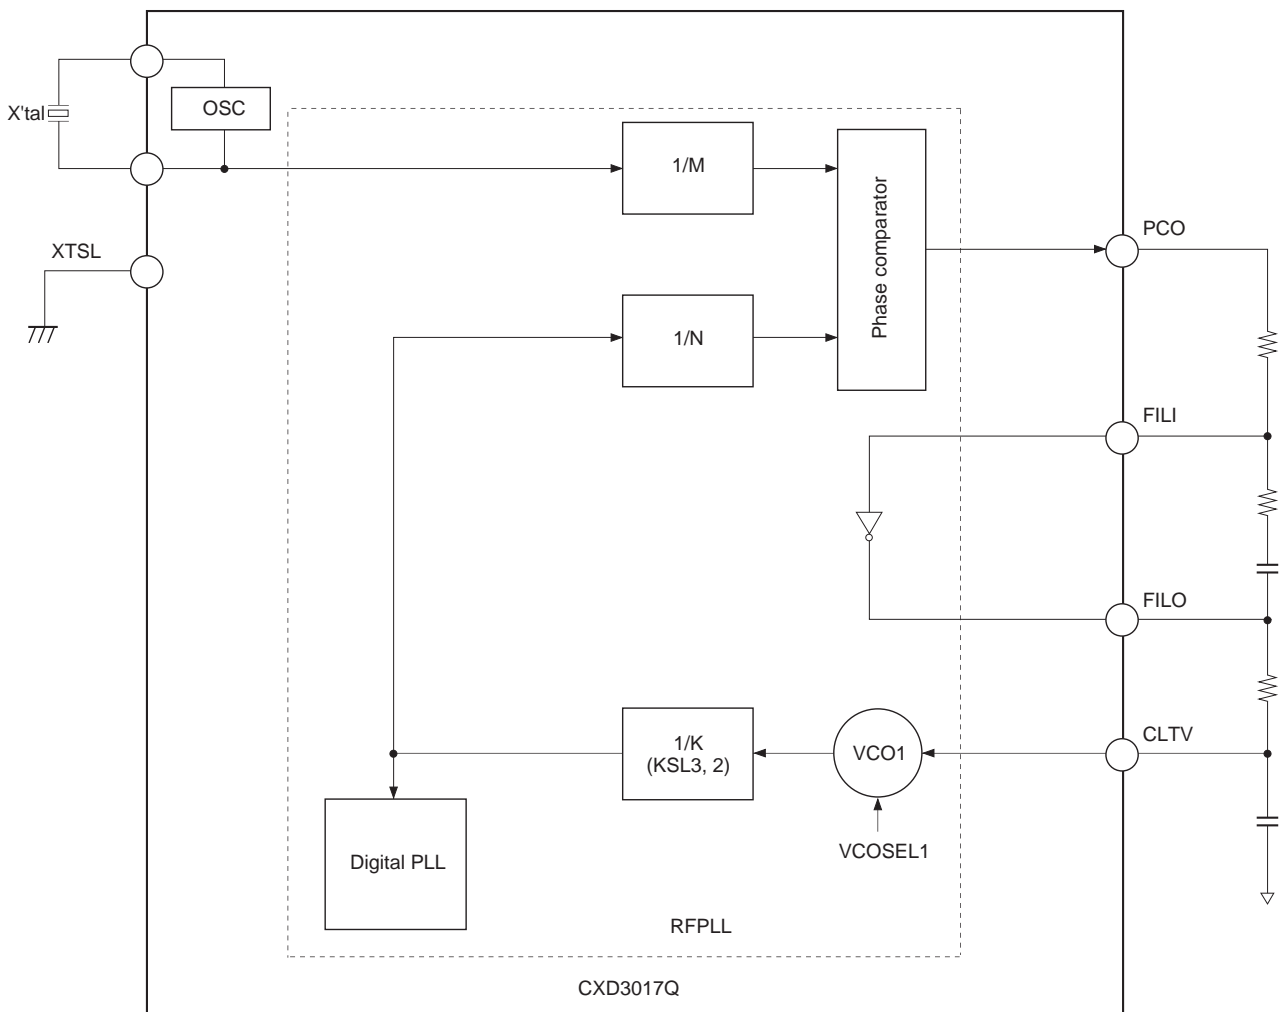 X'tal
OSC
1/M
Phase comparator
PCO
XTSL
1/N
FILI
FILO
1/K
(KSL3, 2)
VCO1
CLTV
VCOSEL1
Digital PLL
RFPLL
CXD3017Q